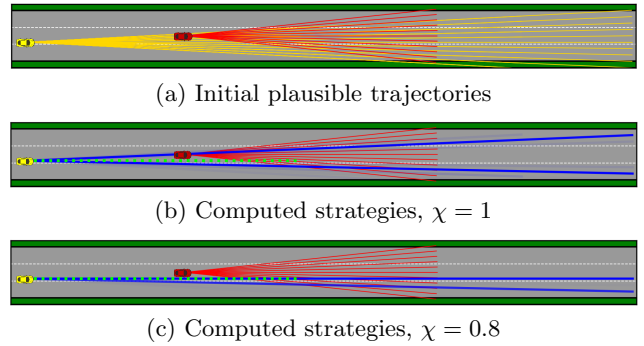 (a) Initial plausible trajectories
(b) Computed strategies, χ = 1
(c) Computed strategies, χ = 0.8